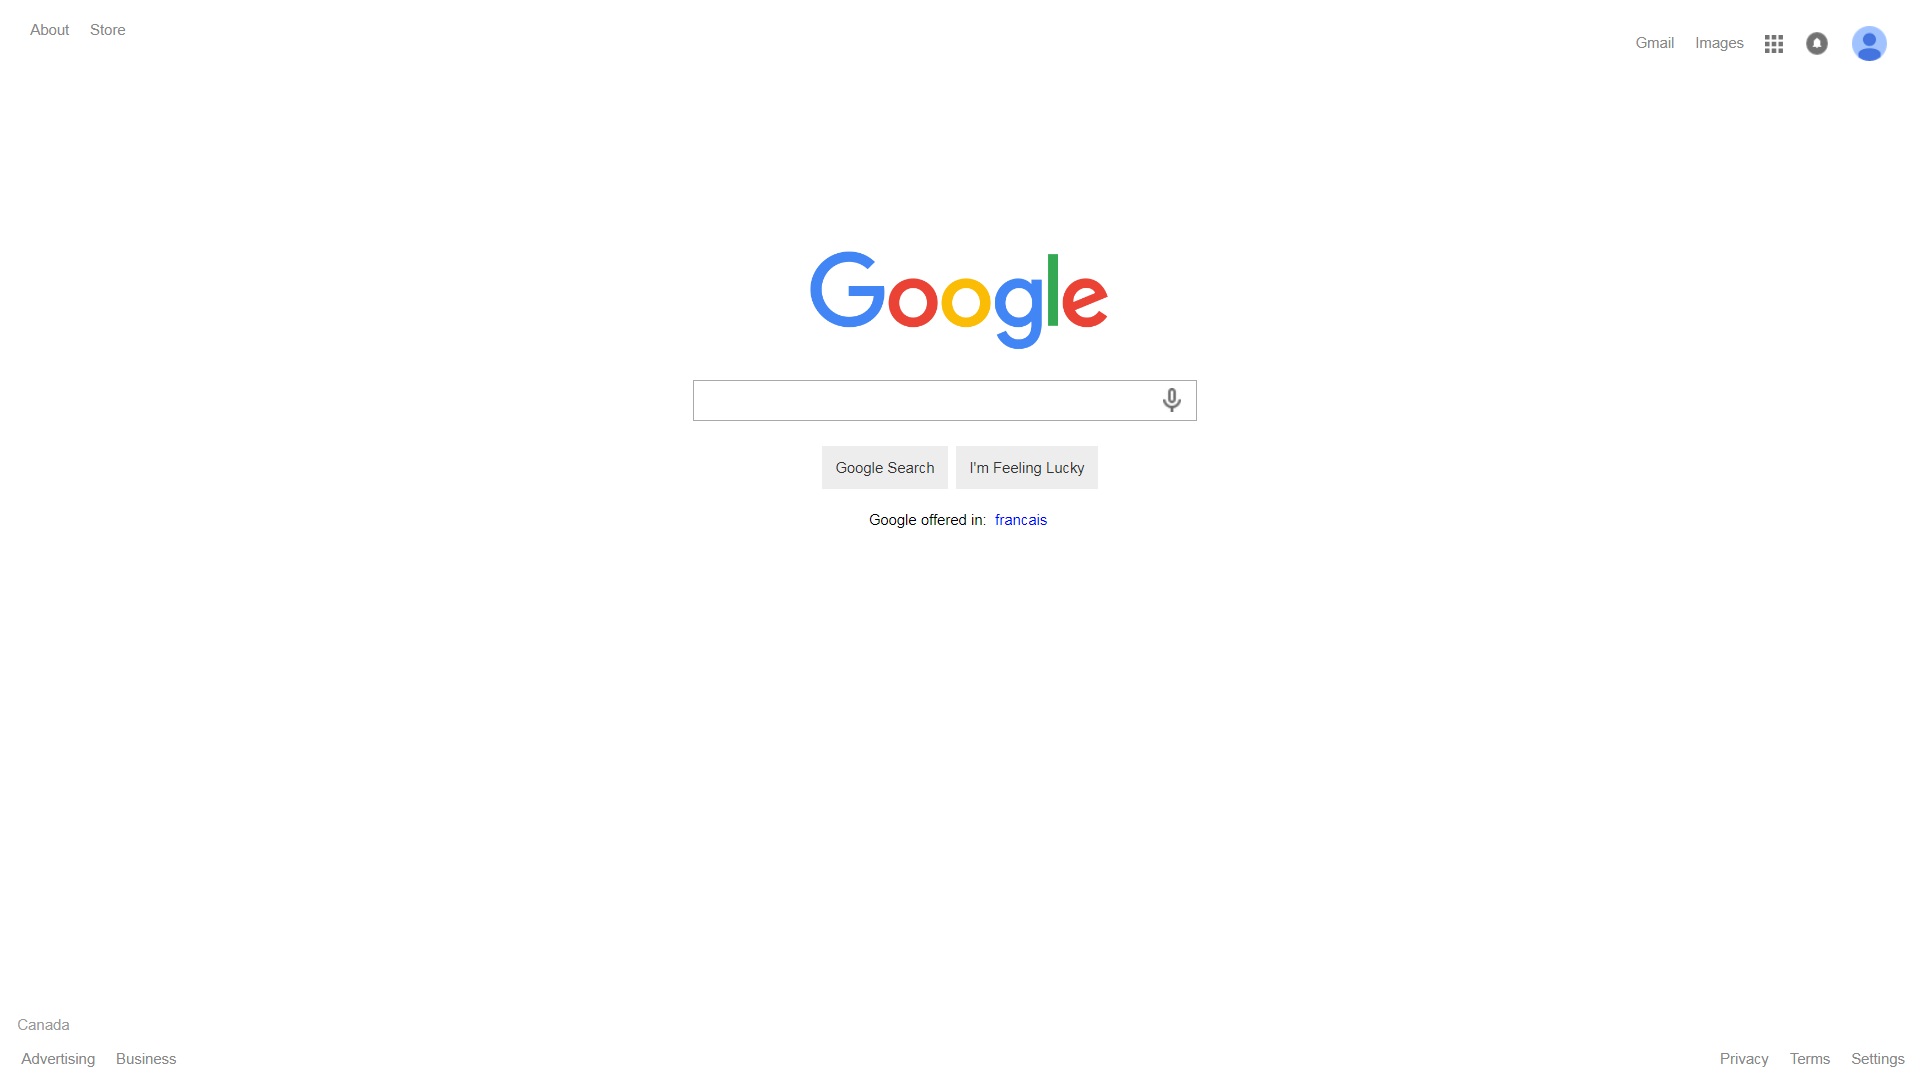 About Store
Gmail Images
Google
Google Search I'm Feeling Lucky
Google offered in: francais
Canada
Advertising Business
Privacy Terms Settings